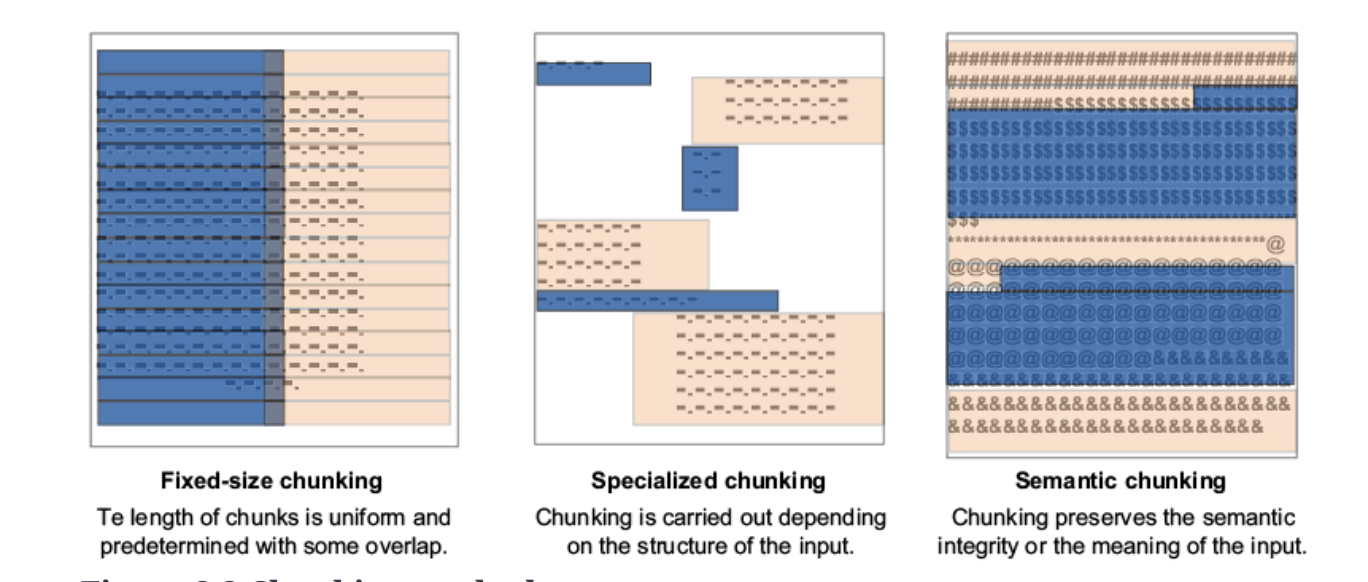 Fixed-size chunking
Te length of chunks is uniform and
predetermined with some overlap.
Specialized chunking
Chunking is carried out depending
on the structure of the input.
Semantic chunking
Chunking preserves the semantic
integrity or the meaning of the input.